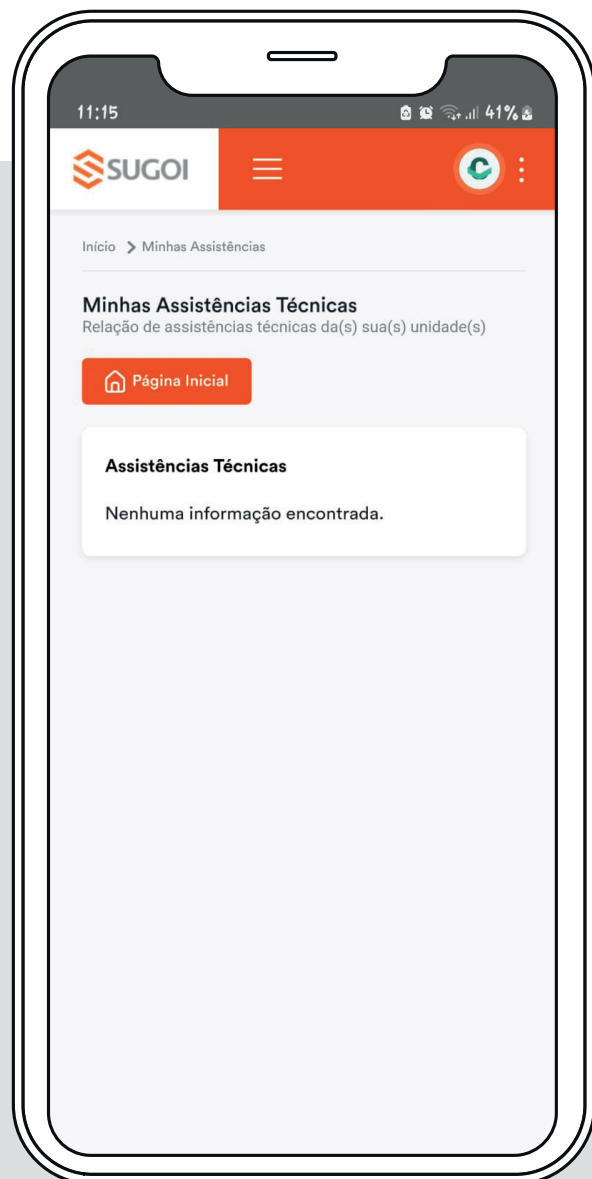 11:15
41%
SUGOI
Início > Minhas Assistências
Minhas Assistências Técnicas
Relação de assistências técnicas da(s) sua(s) unidade(s)
Página Inicial
Assistências Técnicas
Nenhuma informação encontrada.